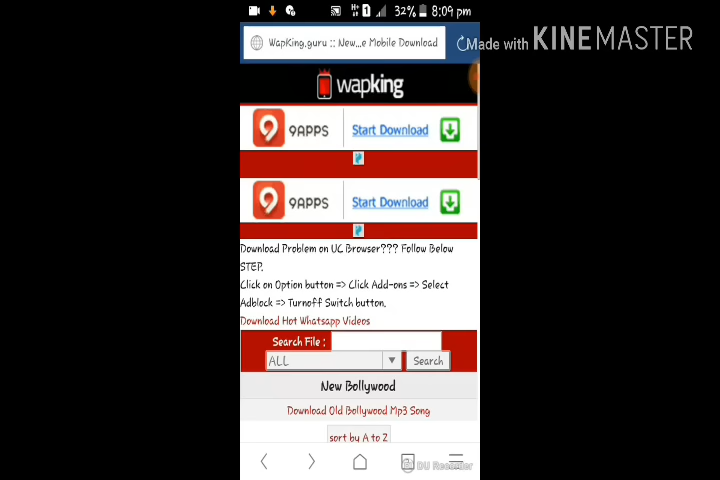 32% 8:09 pm
WapKing.guru :: New...e Mobile Download
Made with KINEMASTER
wapking
9 9APPS Start Download
9 9APPS Start Download
Download Problem on UC Browser??? Follow Below
STEP.
Click on Option button => Click Add-ons => Select
Adblock => Turnoff Switch button.
Download Hot Whatsapp Videos
Search File :
ALL Search
New Bollywood
Download Old Bollywood Mp3 Song
sort by A to Z
DU Recorder